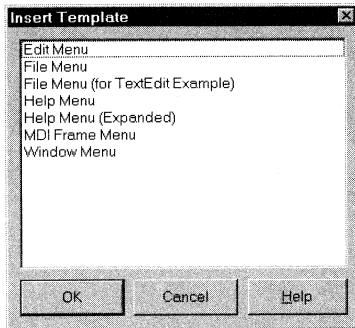 Insert Template
Edit Menu
File Menu
File Menu (for TextEdit Example)
Help Menu
Help Menu (Expanded)
MDI Frame Menu
Window Menu
OK
Cancel
Help